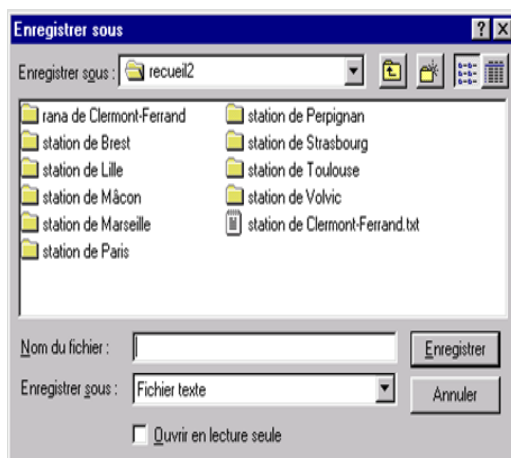 Enregistrer sous
Enregistrer sous : recueil2
rana de Clermont-Ferrand
station de Brest
station de Lille
station de Mâcon
station de Marseille
station de Paris
station de Perpignan
station de Strasbourg
station de Toulouse
station de Volvic
station de Clermont-Ferrand.txt
Nom du fichier :
Enregistrer
Enregistrer sous : Fichier texte
Annuler
Ouvrir en lecture seule